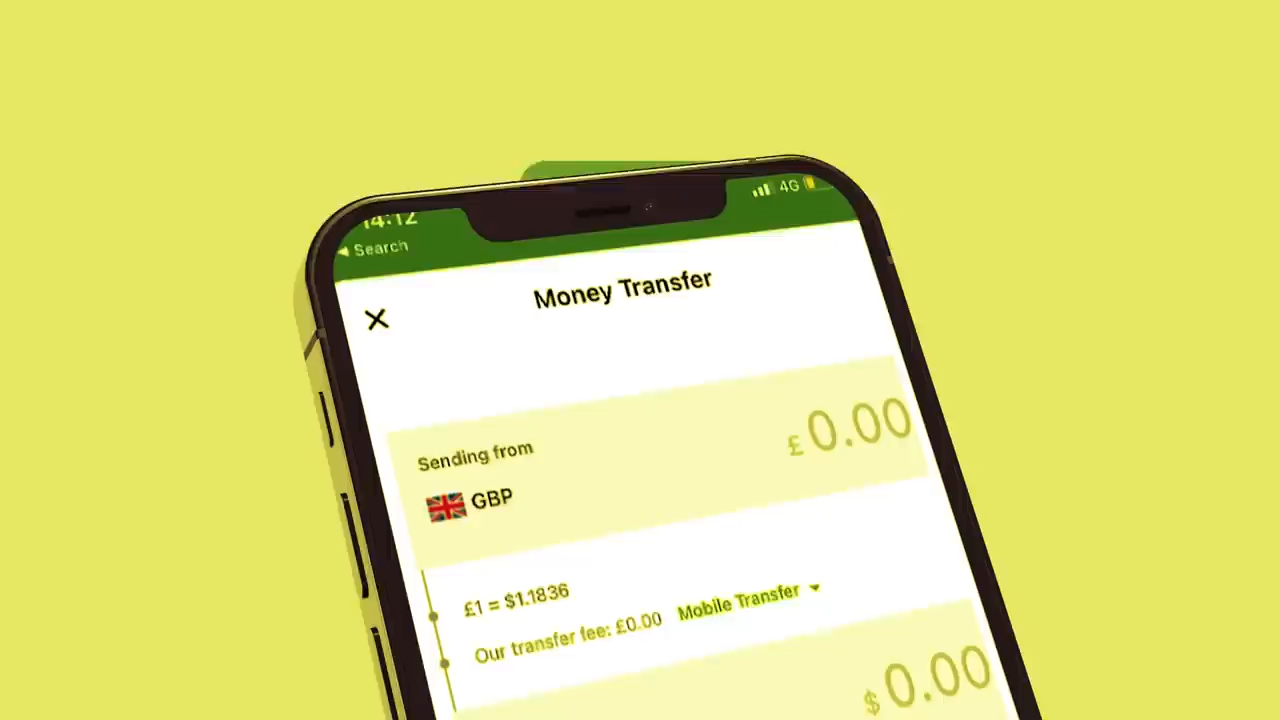 14:12
4G
◀ Search
Money Transfer
Sending from
£ 0.00
GBP
£1 = $1.1836
Our transfer fee: £0.00 Mobile Transfer
$ 0.00